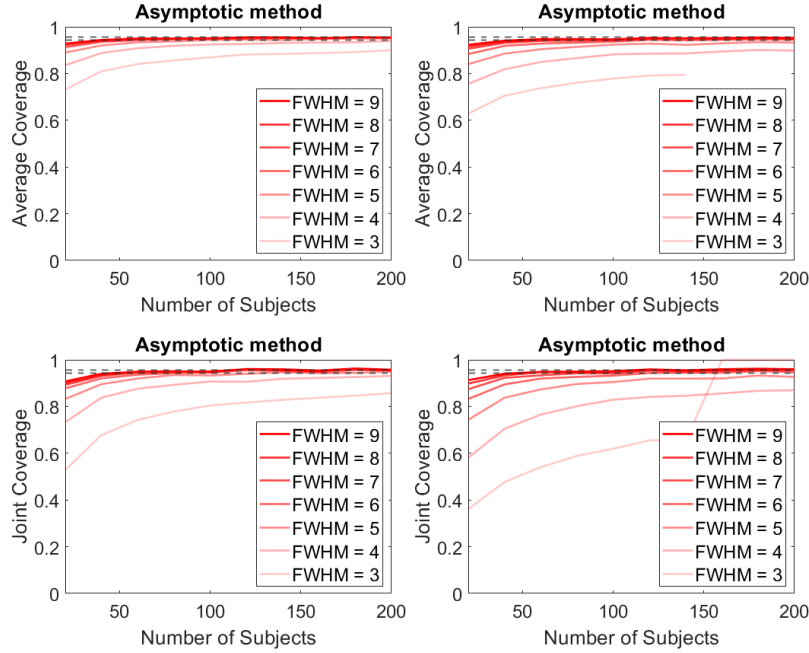 Asymptotic method
Average Coverage
1
0.8
0.6
0.4
0.2
0
50
100
150
200
Number of Subjects
FWHM = 9
FWHM = 8
FWHM = 7
FWHM = 6
FWHM = 5
FWHM = 4
FWHM = 3
Asymptotic method
Average Coverage
1
0.8
0.6
0.4
0.2
0
50
100
150
200
Number of Subjects
FWHM = 9
FWHM = 8
FWHM = 7
FWHM = 6
FWHM = 5
FWHM = 4
FWHM = 3
Asymptotic method
Joint Coverage
1
0.8
0.6
0.4
0.2
0
50
100
150
200
Number of Subjects
FWHM = 9
FWHM = 8
FWHM = 7
FWHM = 6
FWHM = 5
FWHM = 4
FWHM = 3
Asymptotic method
Joint Coverage
1
0.8
0.6
0.4
0.2
0
50
100
150
200
Number of Subjects
FWHM = 9
FWHM = 8
FWHM = 7
FWHM = 6
FWHM = 5
FWHM = 4
FWHM = 3